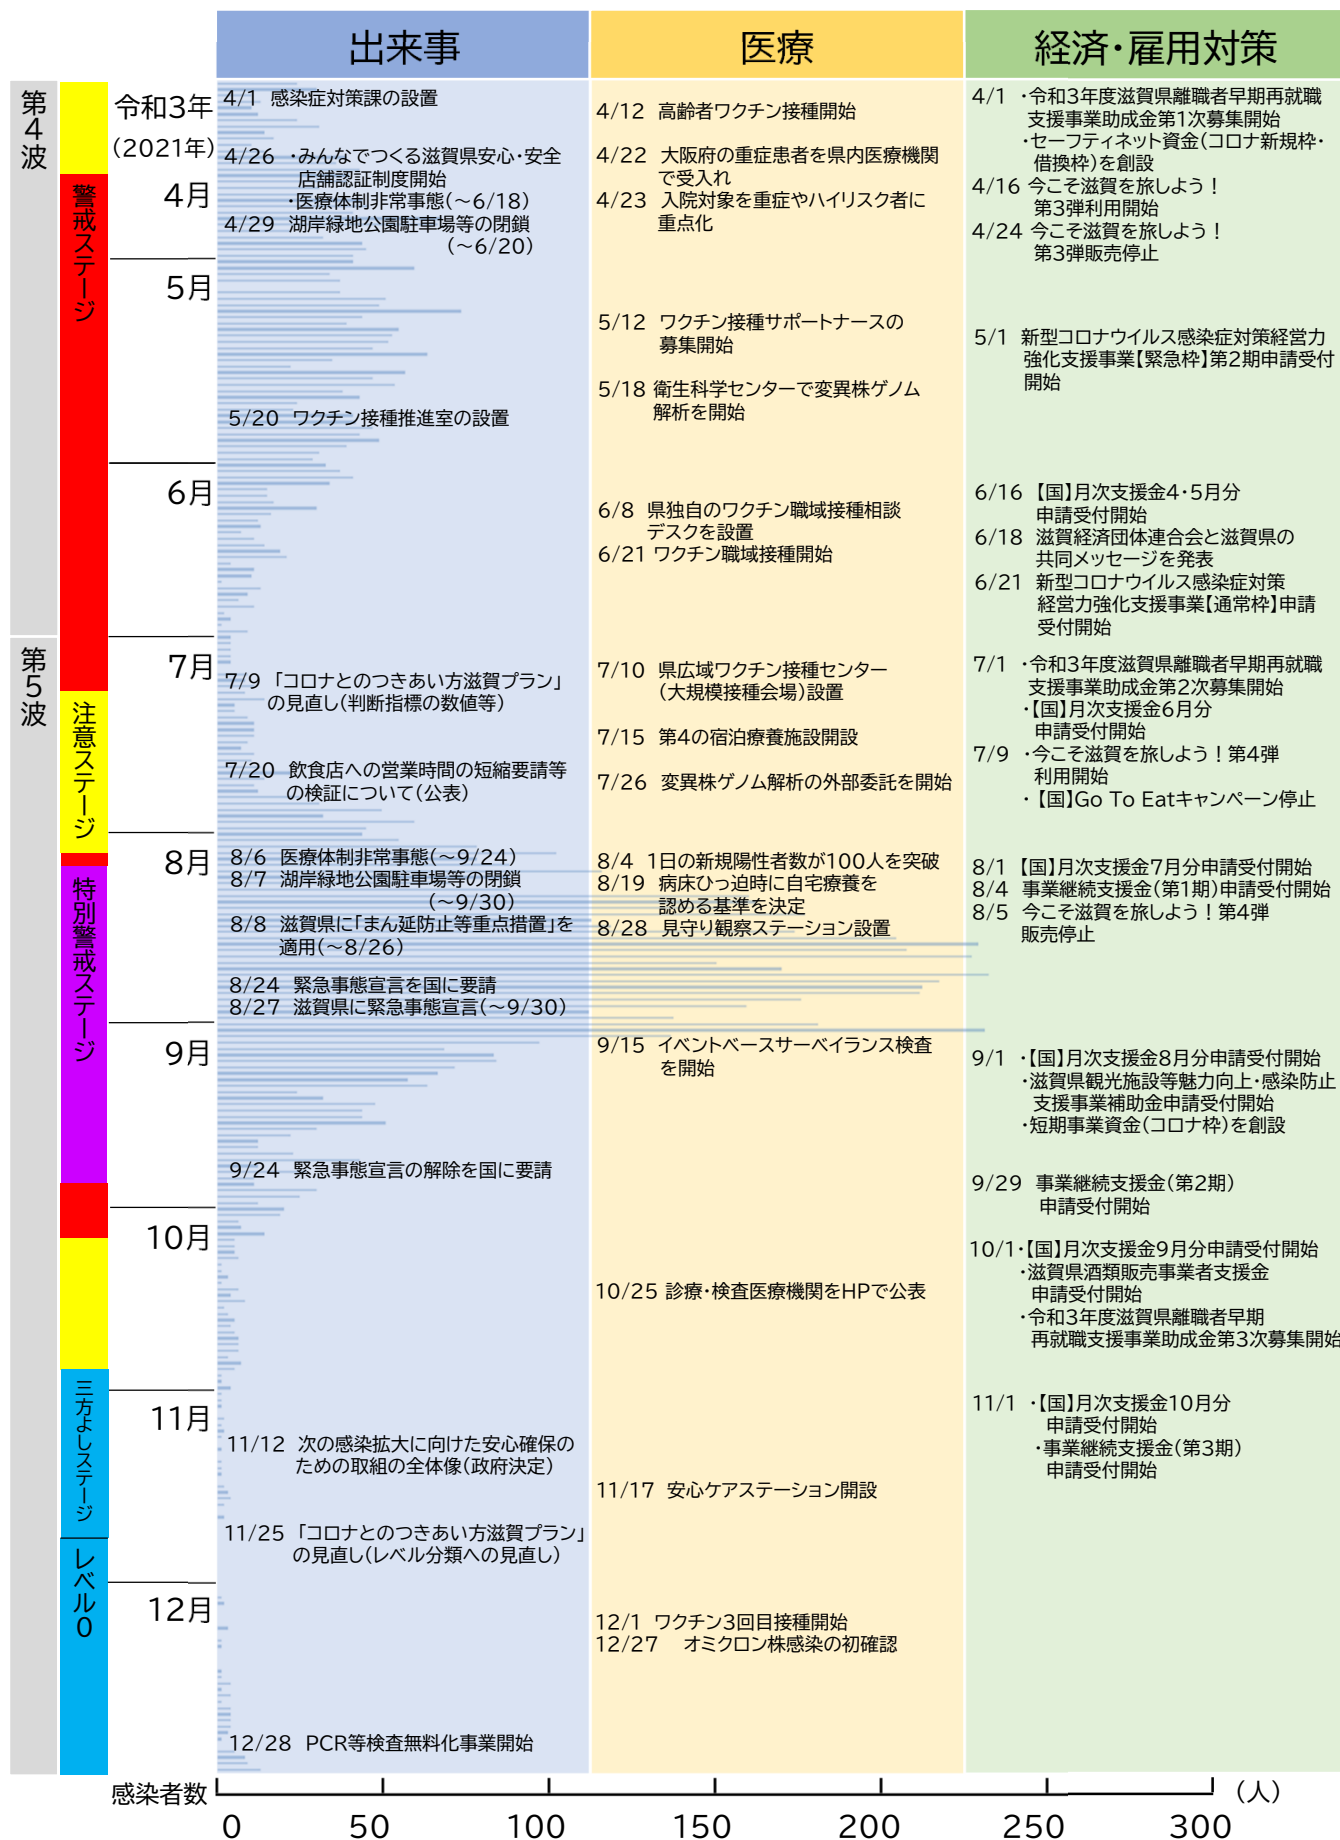 出来事
医療
経済・雇用対策
第4波
第5波
警戒ステージ
注意ステージ
特別警戒ステージ
三方よしステージ
レベル0
令和3年
(2021年)
4月
5月
6月
7月
8月
9月
10月
11月
12月
4/1 感染症対策課の設置
4/26 ・みんなでつくる滋賀県安心・安全
店舗認証制度開始
・医療体制非常事態(～6/18)
4/29 湖岸緑地公園駐車場等の閉鎖
(～6/20)
5/20 ワクチン接種推進室の設置
7/9 「コロナとのつきあい方滋賀プラン」
の見直し(判断指標の数値等)
7/20 飲食店への営業時間の短縮要請等
の検証について(公表)
8/6 医療体制非常事態(～9/24)
8/7 湖岸緑地公園駐車場等の閉鎖
(～9/30)
8/8 滋賀県に「まん延防止等重点措置」を
適用(～8/26)
8/24 緊急事態宣言を国に要請
8/27 滋賀県に緊急事態宣言(～9/30)
9/24 緊急事態宣言の解除を国に要請
11/12 次の感染拡大に向けた安心確保の
ための取組の全体像(政府決定)
11/25 「コロナとのつきあい方滋賀プラン」
の見直し(レベル分類への見直し)
12/28 PCR等検査無料化事業開始
4/12 高齢者ワクチン接種開始
4/22 大阪府の重症患者を県内医療機関
で受入れ
4/23 入院対象を重症やハイリスク者に
重点化
5/12 ワクチン接種サポートナースの
募集開始
5/18 衛生科学センターで変異株ゲノム
解析を開始
6/8 県独自のワクチン職域接種相談
デスクを設置
6/21 ワクチン職域接種開始
7/10 県広域ワクチン接種センター
(大規模接種会場)設置
7/15 第4の宿泊療養施設開設
7/26 変異株ゲノム解析の外部委託を開始
8/4 1日の新規陽性者数が100人を突破
8/19 病床ひっ迫時に自宅療養を
認める基準を決定
8/28 見守り観察ステーション設置
9/15 イベントベースサーベイランス検査
を開始
10/25 診療・検査医療機関をHPで公表
11/17 安心ケアステーション開設
12/1 ワクチン3回目接種開始
12/27 オミクロン株感染の初確認
4/1 ・令和3年度滋賀県離職者早期再就職
支援事業助成金第1次募集開始
・セーフティネット資金(コロナ新規枠・
借換枠)を創設
4/16 今こそ滋賀を旅しよう！
第3弾利用開始
4/24 今こそ滋賀を旅しよう！
第3弾販売停止
5/1 新型コロナウイルス感染症対策経営力
強化支援事業【緊急枠】第2期申請受付
開始
6/16 【国】月次支援金4・5月分
申請受付開始
6/18 滋賀経済団体連合会と滋賀県の
共同メッセージを発表
6/21 新型コロナウイルス感染症対策
経営力強化支援事業【通常枠】申請
受付開始
7/1 ・令和3年度滋賀県離職者早期再就職
支援事業助成金第2次募集開始
・【国】月次支援金6月分
申請受付開始
7/9 ・今こそ滋賀を旅しよう！第4弾
利用開始
・【国】Go To Eatキャンペーン停止
8/1 【国】月次支援金7月分申請受付開始
8/4 事業継続支援金(第1期)申請受付開始
8/5 今こそ滋賀を旅しよう！第4弾
販売停止
9/1 ・【国】月次支援金8月分申請受付開始
・滋賀県観光施設等魅力向上・感染防止
支援事業補助金申請受付開始
・短期事業資金(コロナ枠)を創設
9/29 事業継続支援金(第2期)
申請受付開始
10/1・【国】月次支援金9月分申請受付開始
・滋賀県酒類販売事業者支援金
申請受付開始
・令和3年度滋賀県離職者早期
再就職支援事業助成金第3次募集開始
11/1 ・【国】月次支援金10月分
申請受付開始
・事業継続支援金(第3期)
申請受付開始
感染者数
0 50 100 150 200 250 300
(人)